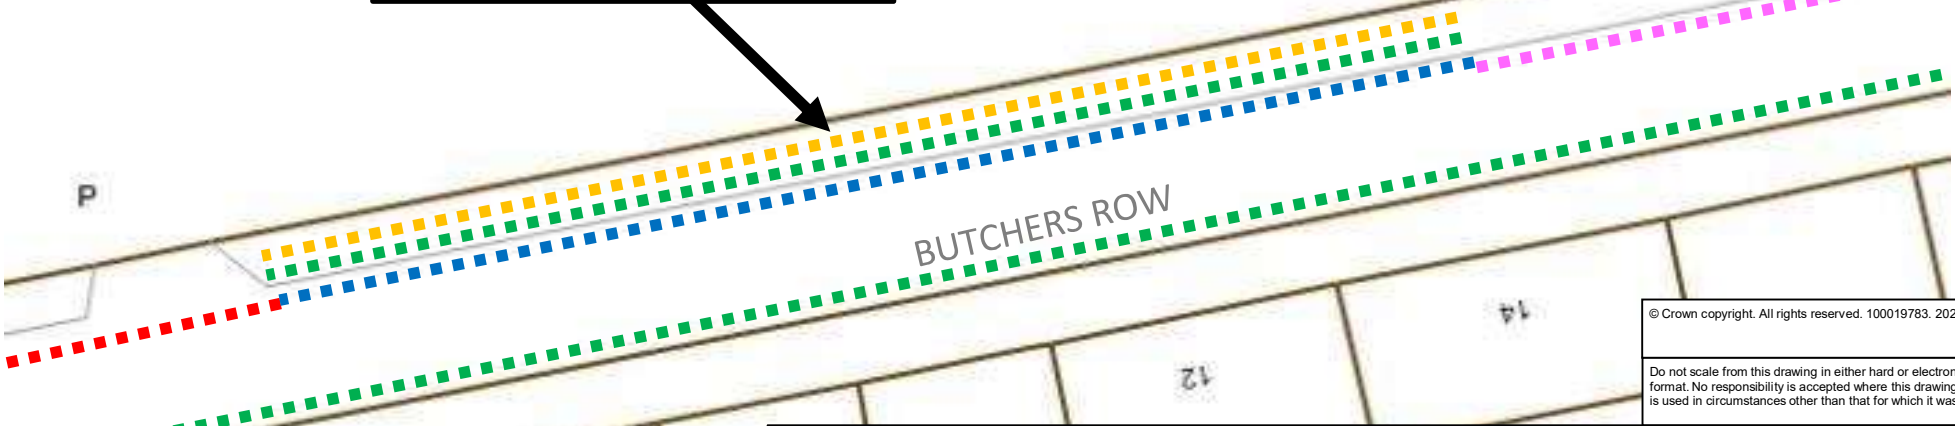 P
BUTCHERS ROW
14
12
© Crown copyright. All rights reserved. 100019783. 202
Do not scale from this drawing in either hard or electron
format. No responsibility is accepted where this drawing
is used in circumstances other than that for which it was